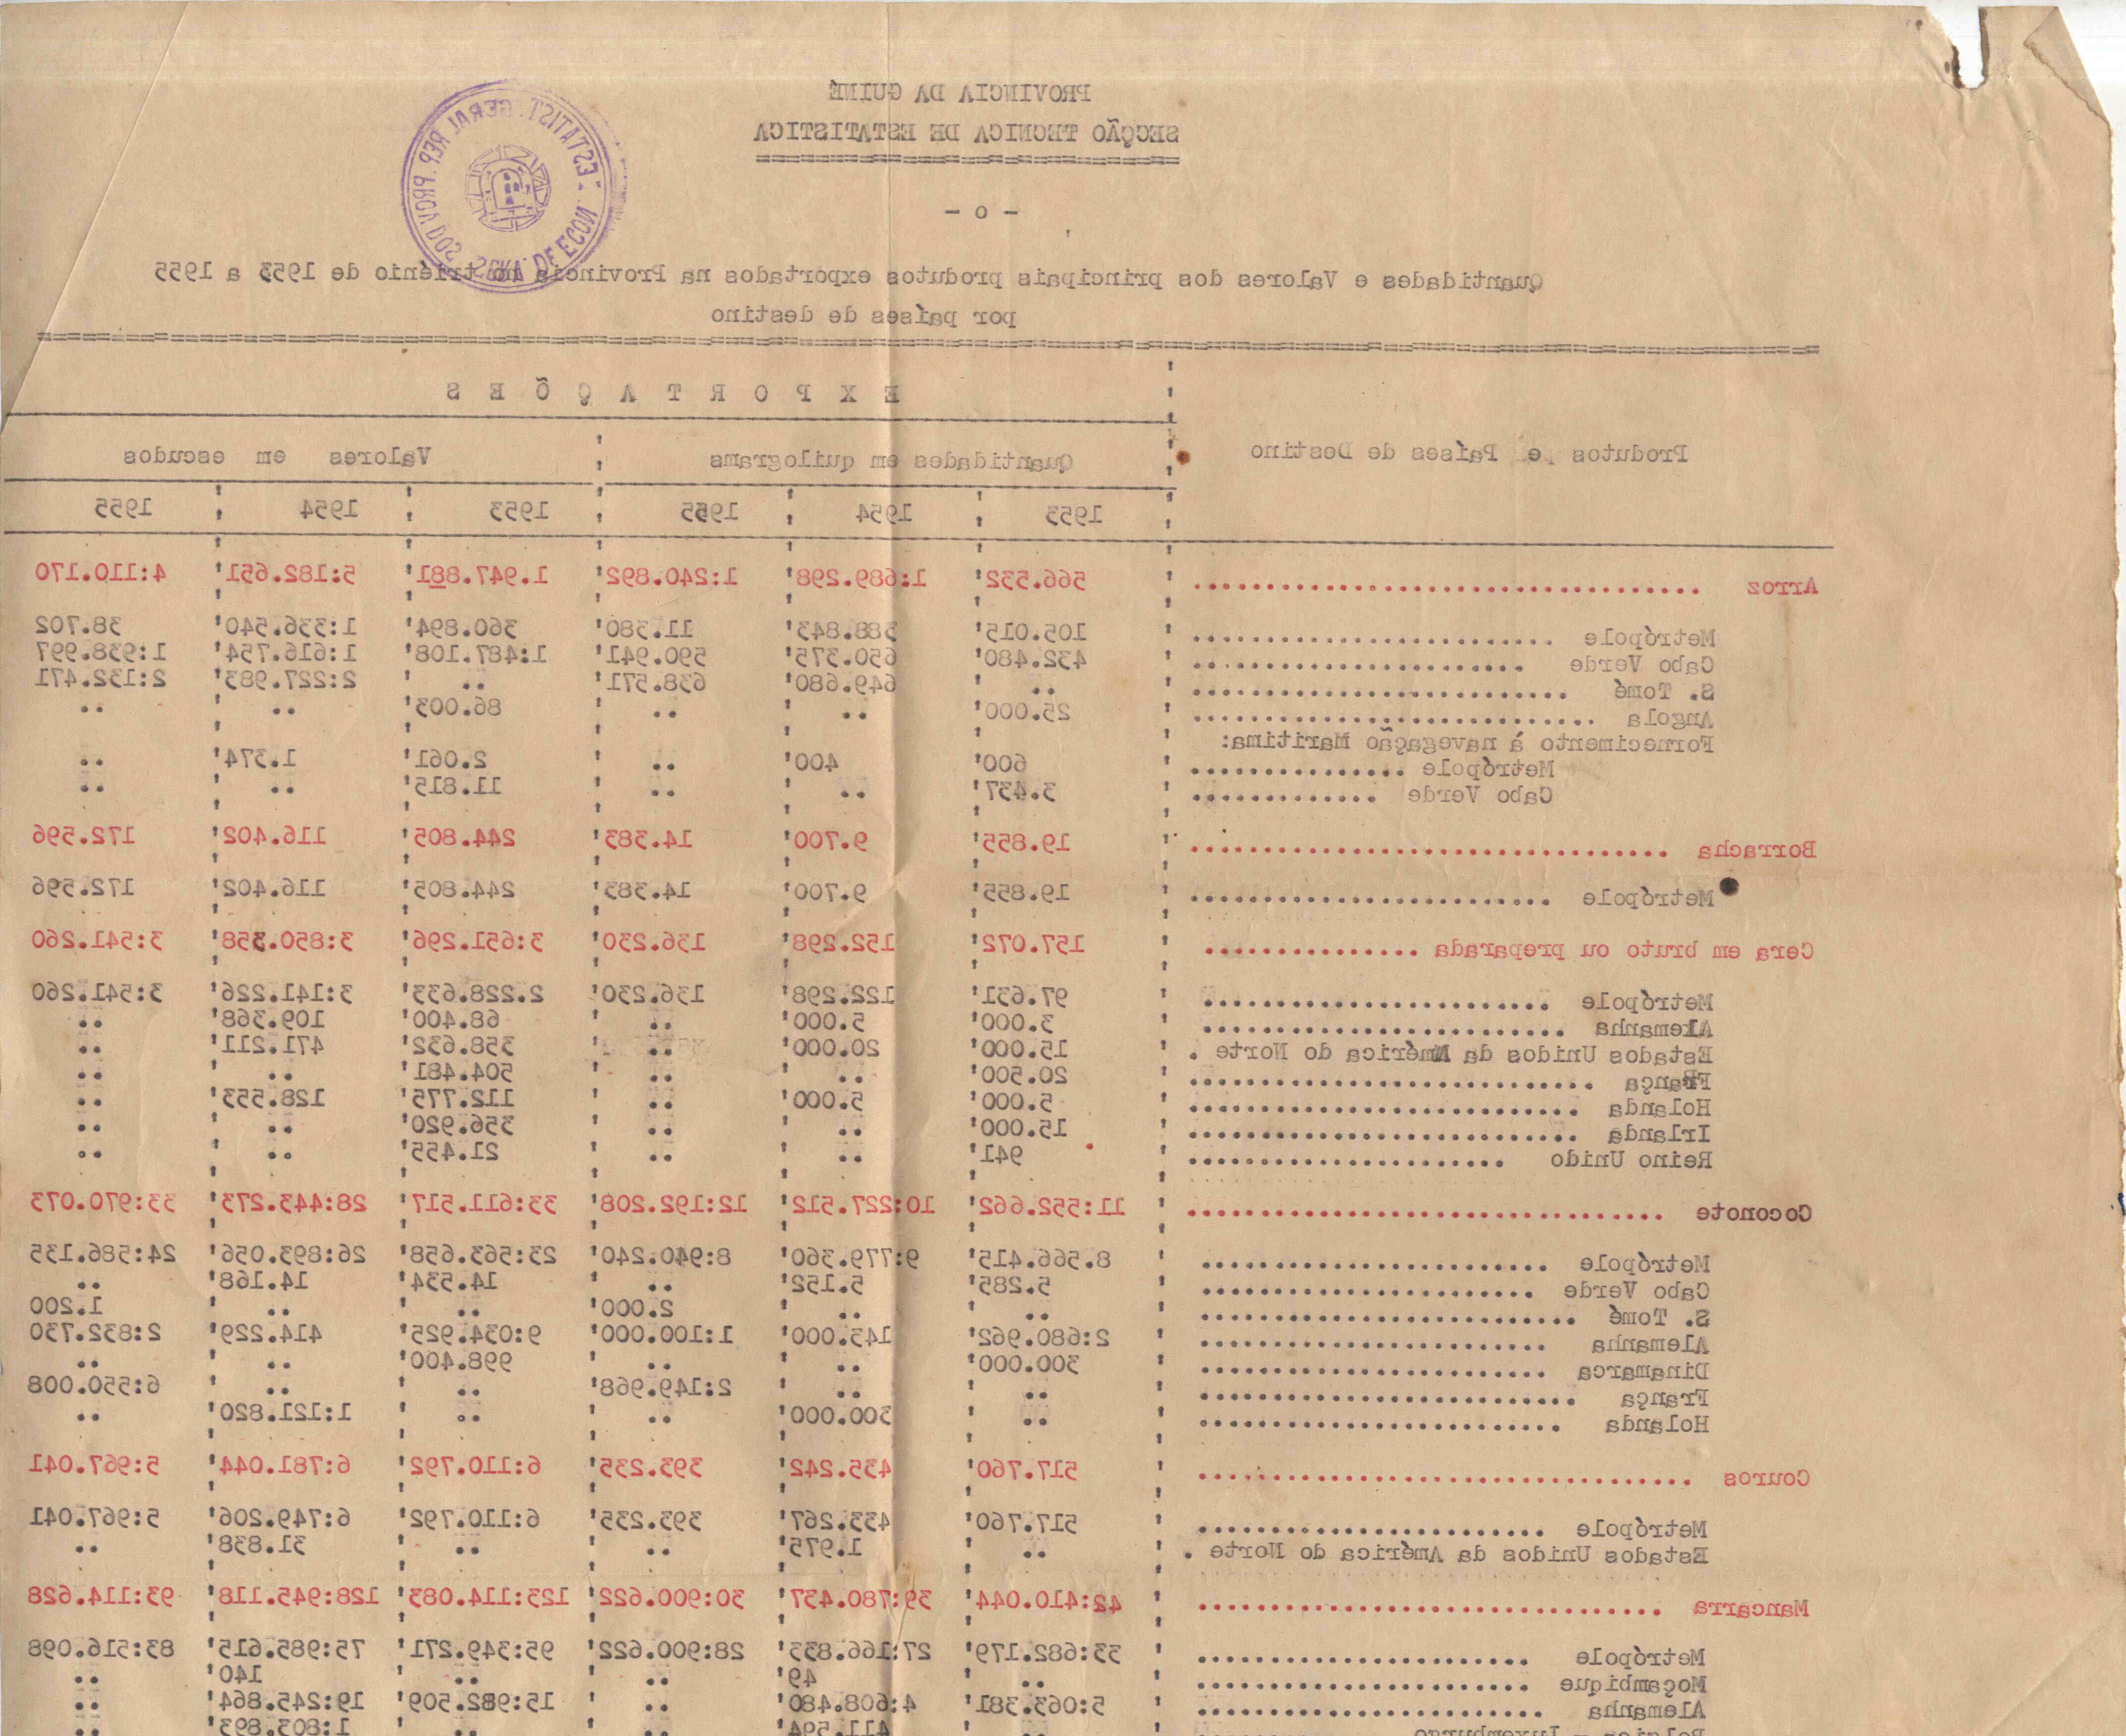 PROVINCIA DA GUINÉ
SECÇÃO TECNICA DE ESTATISTICA
- o -
Quantidades e Valores dos principais produtos exportados na Provincia no triénio de 1953 a 1955
por países de destino
Produtos e Países de Destino
EXPORTAÇÕES
Quantidades em quilograms Valores em escudos
1953 1954 1955 1953 1954 1955
Arroz 566.532 1:689.298 1:240.892 1.947.881 5:182.651 4:110.170
Metrópole 105.015 388.843 11.380 360.894 1:336.540 38.702
Cabo Verde 432.480 650.375 590.941 1:487.108 1:616.754 1:938.997
S. Tomé .. 649.680 638.571 .. 2:227.983 2:132.471
Angola 25.000 .. .. 86.003 .. ..
Fornecimento à navegação Maritima:
Metrópole 600 400 .. 2.061 1.374 ..
Cabo Verde 3.437 .. .. 11.815 .. ..
Borracha 19.855 9.700 14.383 244.805 116.402 172.596
Metrópole 19.855 9.700 14.383 244.805 116.402 172.596
Cera em bruto ou preparada 157.072 152.298 136.230 3:651.296 3:850.358 3:541.260
Metrópole 97.631 122.298 136.230 2.228.633 3:141.226 3:541.260
Alemanha 3.000 5.000 .. 68.400 109.368 ..
Estados Unidos da América do Norte . 15.000 20.000 .. 358.632 471.211 ..
França 20.500 .. .. 504.481 .. ..
Holanda 5.000 5.000 .. 112.775 128.553 ..
Irlanda 15.000 .. .. 356.920 .. ..
Reino Unido 941 .. .. 21.455 .. ..
Coconote 11:552.662 10:227.512 12:192.208 33:611.517 28:443.273 33:970.073
Metrópole 8.566.415 9:779.360 8:940.240 23:563.658 26:893.056 24:586.135
Cabo Verde 5.285 5.152 .. 14.534 14.168 ..
S. Tomé .. .. 2.000 .. .. 1.200
Alemanha 2:680.962 143.000 1:100.000 9:034.925 414.229 2:832.730
Dinamarca 300.000 .. .. 998.400 .. ..
França .. .. 2:149.968 .. .. 6:550.008
Holanda .. 300.000 .. .. 1:121.820 ..
Couros 517.760 435.242 393.235 6:110.792 6:781.044 5:967.041
Metrópole 517.760 433.267 393.235 6:110.792 6:749.206 5:967.041
Estados Unidos da América do Norte . .. 1.975 .. .. 31.838 ..
Mancarra 42:410.044 39:780.437 30:900.622 123:114.083 128:945.118 93:114.628
Metrópole 33:682.179 27:166.833 28:900.622 95:349.271 75:985.615 83:516.098
Moçambique .. 49 .. .. 140 ..
Alemanha 5:063.381 4:608.480 .. 15:982.509 19:245.864 ..
Belgica - Luxemburgo .. 411.594 .. .. 1:803.893 ..
ESTATIST. GERAL
REP. PROV. DOS SERV. DE ECON.